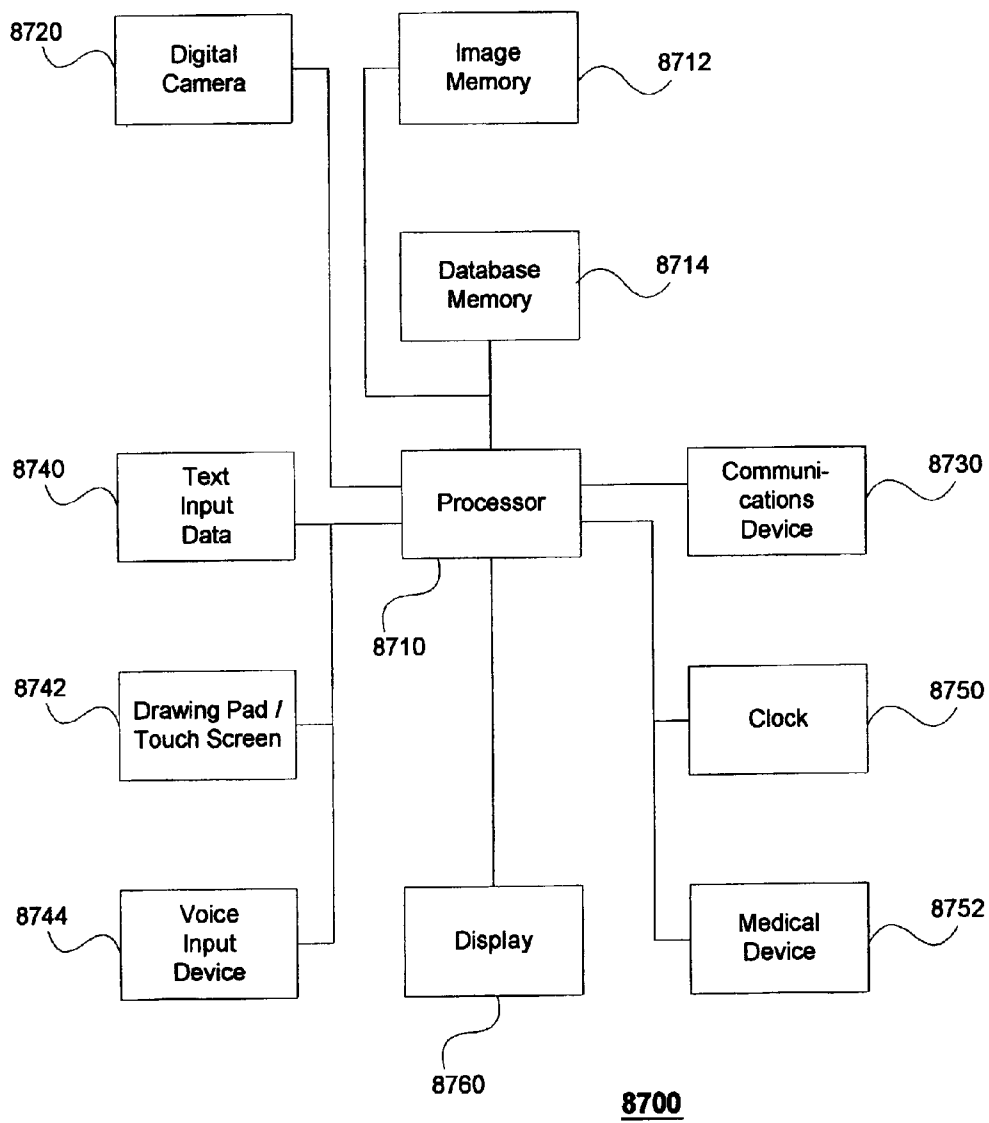 8720
Digital
Camera
Image
Memory
8712
Database
Memory
8714
8740
Text
Input
Data
Processor
8710
Communi-
cations
Device
8730
8742
Drawing Pad /
Touch Screen
Clock
8750
8744
Voice
Input
Device
Display
8760
Medical
Device
8752
8700